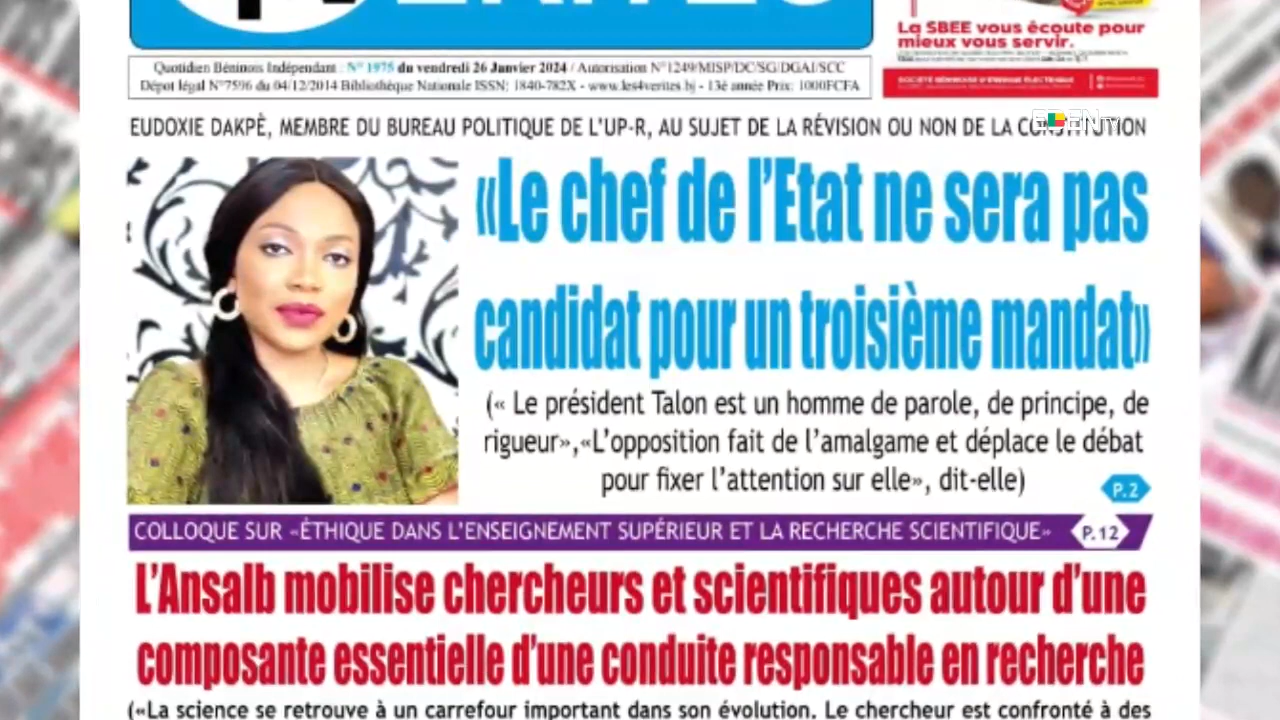 La SBEE vous écoute pour
mieux vous servir.
SOCIÉTÉ BÉNINOISE D'ÉNERGIE ÉLECTRIQUE
Quotidien Béninois Indépendant : N° 1975 du vendredi 26 Janvier 2024 / Autorisation N°1249/MISP/DC/SG/DGAI/SCC
Dépot légal N°7596 du 04/12/2014 Bibliothèque Nationale ISSN: 1840-782X - www.les4verites.bj - 13è année Prix: 1000FCFA
EDEN TV
EUDOXIE DAKPÈ, MEMBRE DU BUREAU POLITIQUE DE L'UP-R, AU SUJET DE LA RÉVISION OU NON DE LA CONSTITUTION
«Le chef de l'Etat ne sera pas
candidat pour un troisième mandat»
(« Le président Talon est un homme de parole, de principe, de
rigueur»,«L'opposition fait de l'amalgame et déplace le débat
pour fixer l'attention sur elle», dit-elle)
P.2
COLLOQUE SUR «ÉTHIQUE DANS L'ENSEIGNEMENT SUPÉRIEUR ET LA RECHERCHE SCIENTIFIQUE»
P.12
L'Ansalb mobilise chercheurs et scientifiques autour d'une
composante essentielle d'une conduite responsable en recherche
(«La science se retrouve à un carrefour important dans son évolution. Le chercheur est confronté à des